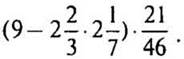 (9 − 2 2/3 · 2 1/7) · 21/46 .